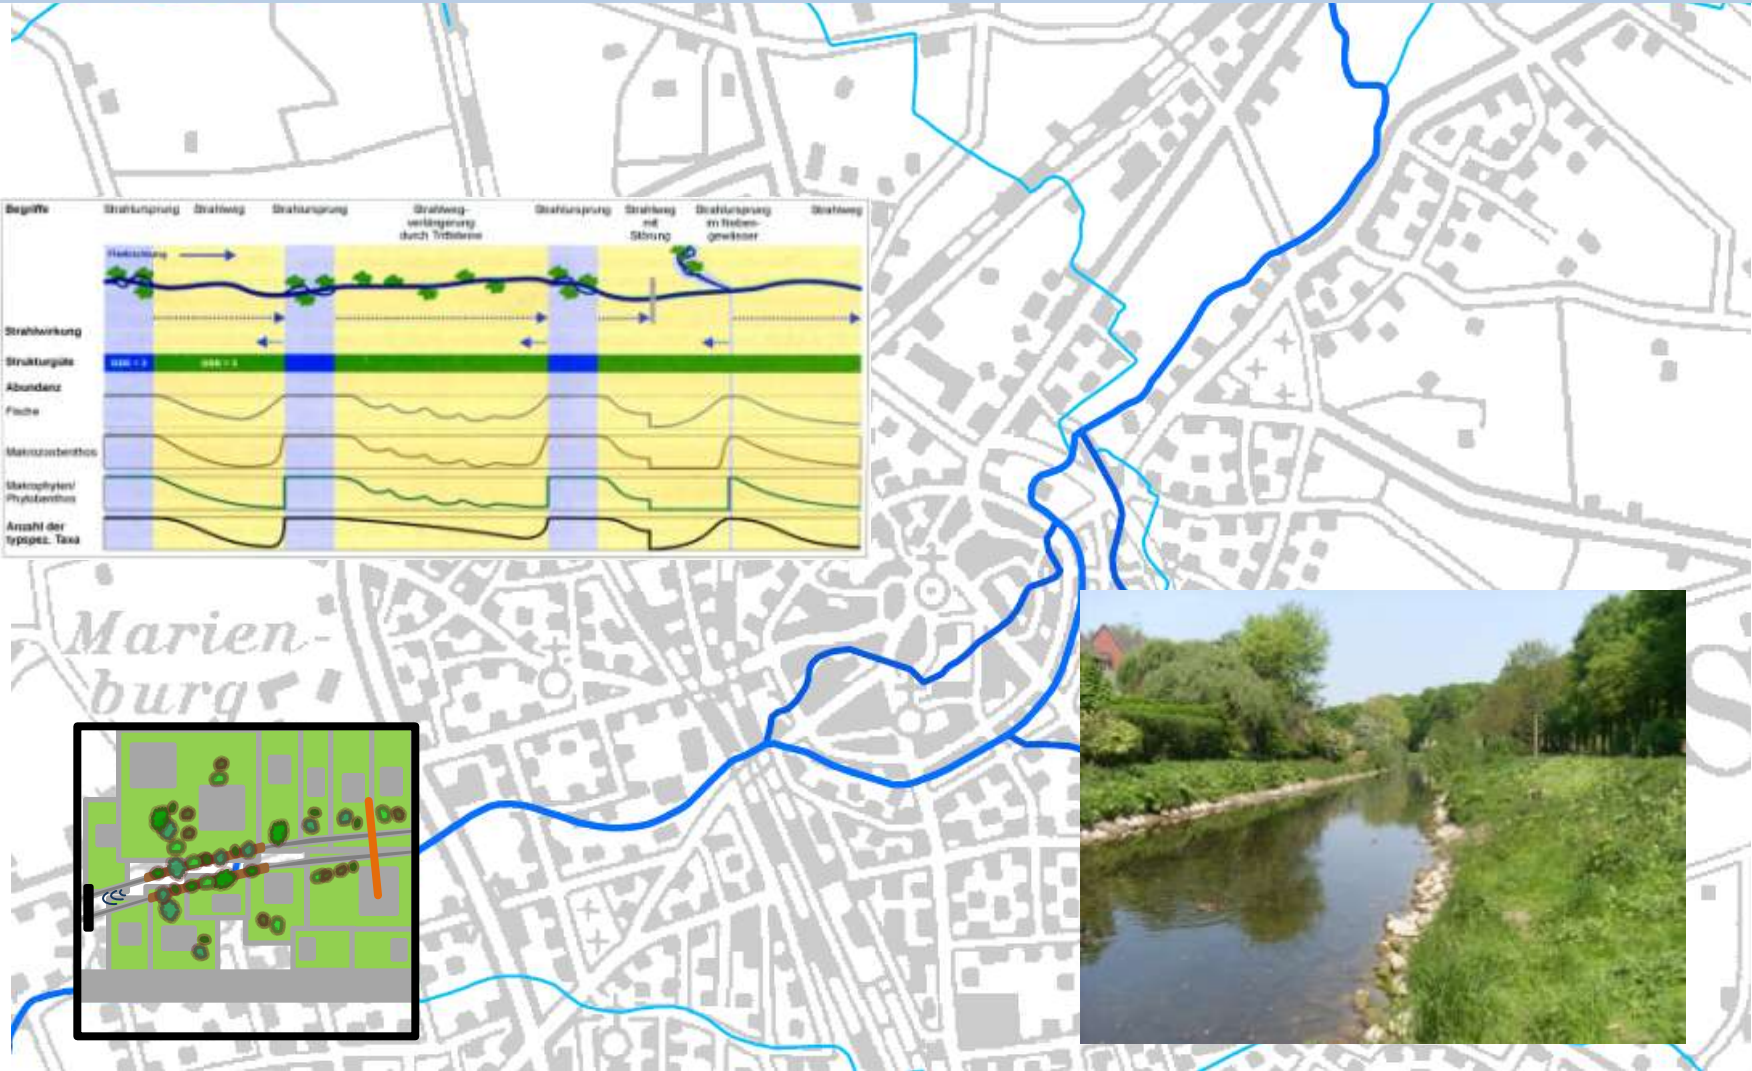 Begriffe
Strahlursprung Strahlweg Strahlursprung Strahlweg- Strahlursprung Strahlweg Strahlursprung Strahlweg
verlängerung mit im Neben-
durch Trittsteine Störung gewässer
Fließrichtung
Strahlwirkung
Strukturgüte
Abundanz
Fische
Makrozoobenthos
Makrophyten/
Phytobenthos
Anzahl der
typspez. Taxa
Marien-
burg
S